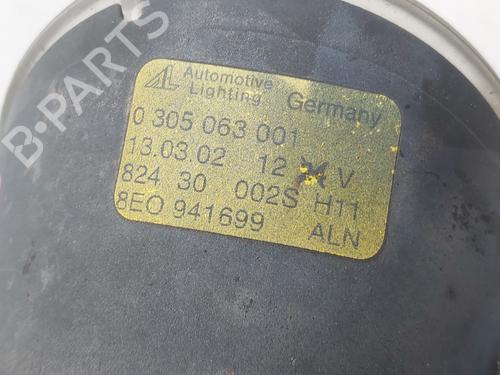 AL Automotive Lighting Germany
0 305 063 001
13.03.02 12 V
824 30 002S H11
8E0 941699 ALN
B-PARTS